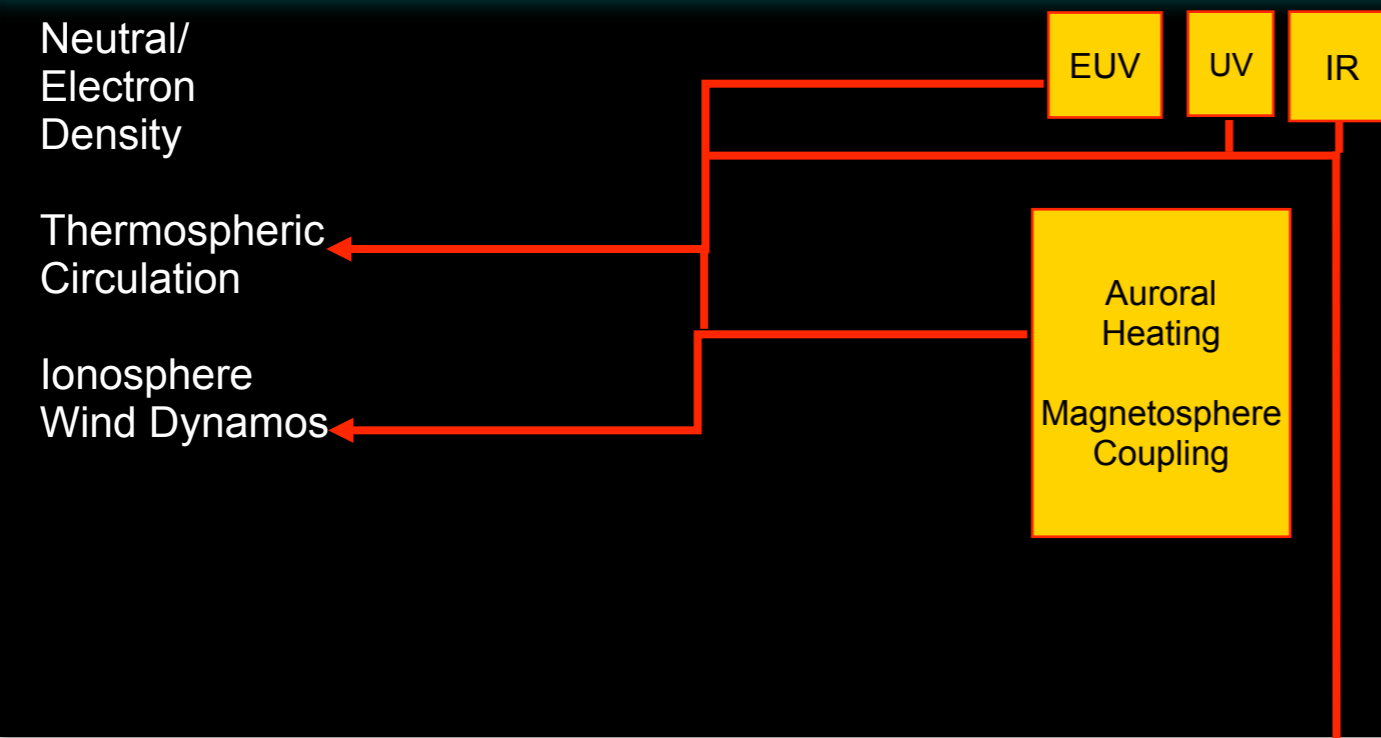 Neutral/
Electron
Density
Thermospheric
Circulation
Ionosphere
Wind Dynamos
EUV
UV
IR
Auroral
Heating
Magnetosphere
Coupling